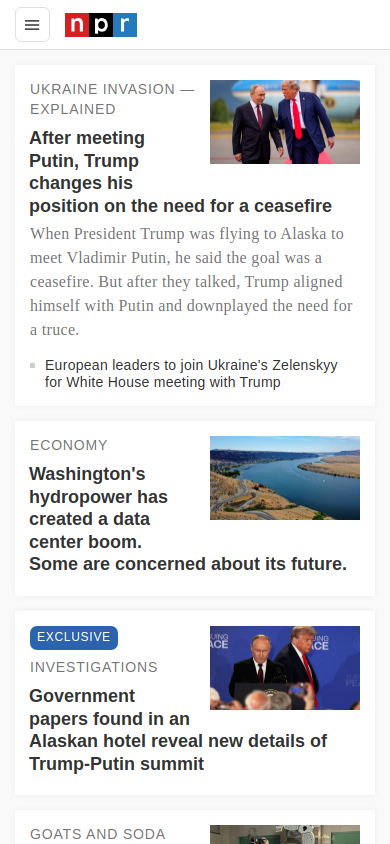 npr
UKRAINE INVASION —
EXPLAINED
After meeting
Putin, Trump
changes his
position on the need for a ceasefire
When President Trump was flying to Alaska to
meet Vladimir Putin, he said the goal was a
ceasefire. But after they talked, Trump aligned
himself with Putin and downplayed the need for
a truce.
European leaders to join Ukraine's Zelenskyy
for White House meeting with Trump
ECONOMY
Washington's
hydropower has
created a data
center boom.
Some are concerned about its future.
EXCLUSIVE
INVESTIGATIONS
Government
papers found in an
Alaskan hotel reveal new details of
Trump-Putin summit
GOATS AND SODA